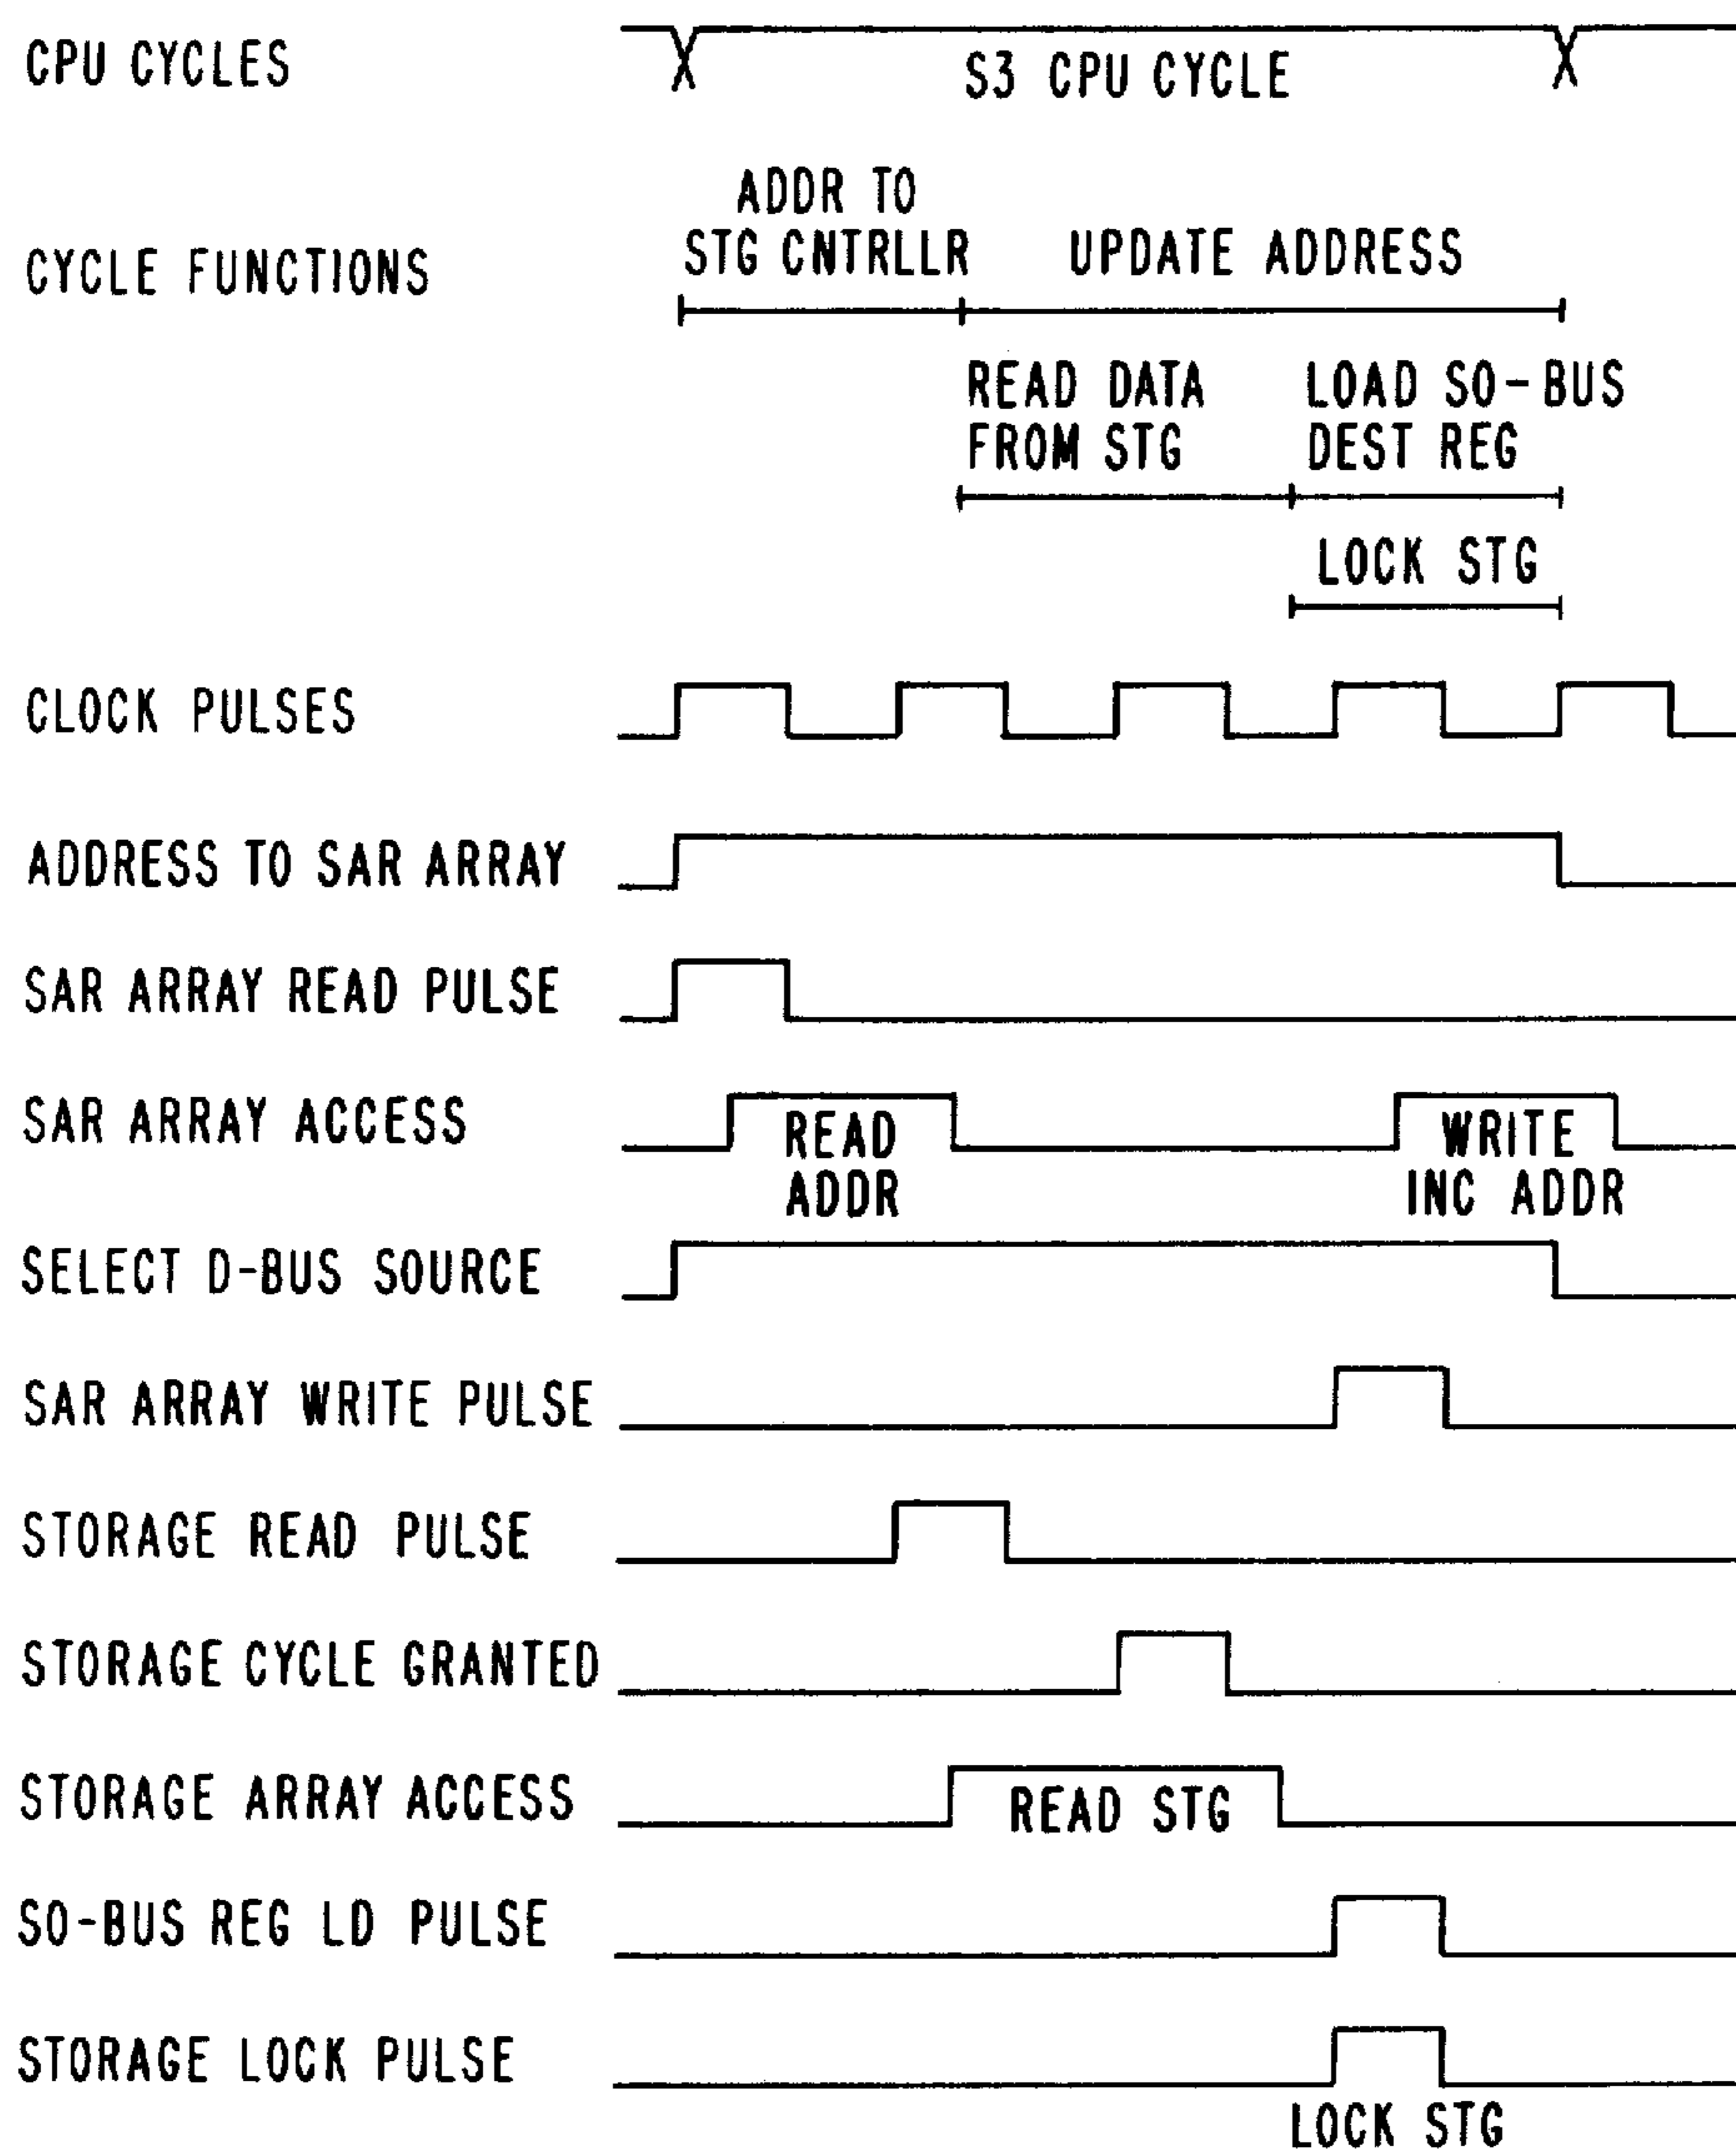 CPU CYCLES
S3 CPU CYCLE
CYCLE FUNCTIONS
ADDR TO
STG CNTRLLR
UPDATE ADDRESS
READ DATA
FROM STG
LOAD SO-BUS
DEST REG
LOCK STG
CLOCK PULSES
ADDRESS TO SAR ARRAY
SAR ARRAY READ PULSE
SAR ARRAY ACCESS
READ
ADDR
WRITE
INC ADDR
SELECT D-BUS SOURCE
SAR ARRAY WRITE PULSE
STORAGE READ PULSE
STORAGE CYCLE GRANTED
STORAGE ARRAY ACCESS
READ STG
SO-BUS REG LD PULSE
STORAGE LOCK PULSE
LOCK STG